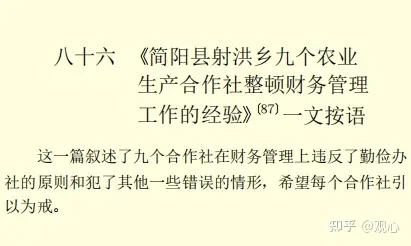 八十六 《简阳县射洪乡九个农业
生产合作社整顿财务管理
工作的经验》〔87〕一文按语
这一篇叙述了九个合作社在财务管理上违反了勤俭办
社的原则和犯了其他一些错误的情形，希望每个合作社引
以为戒。
知乎 @观心